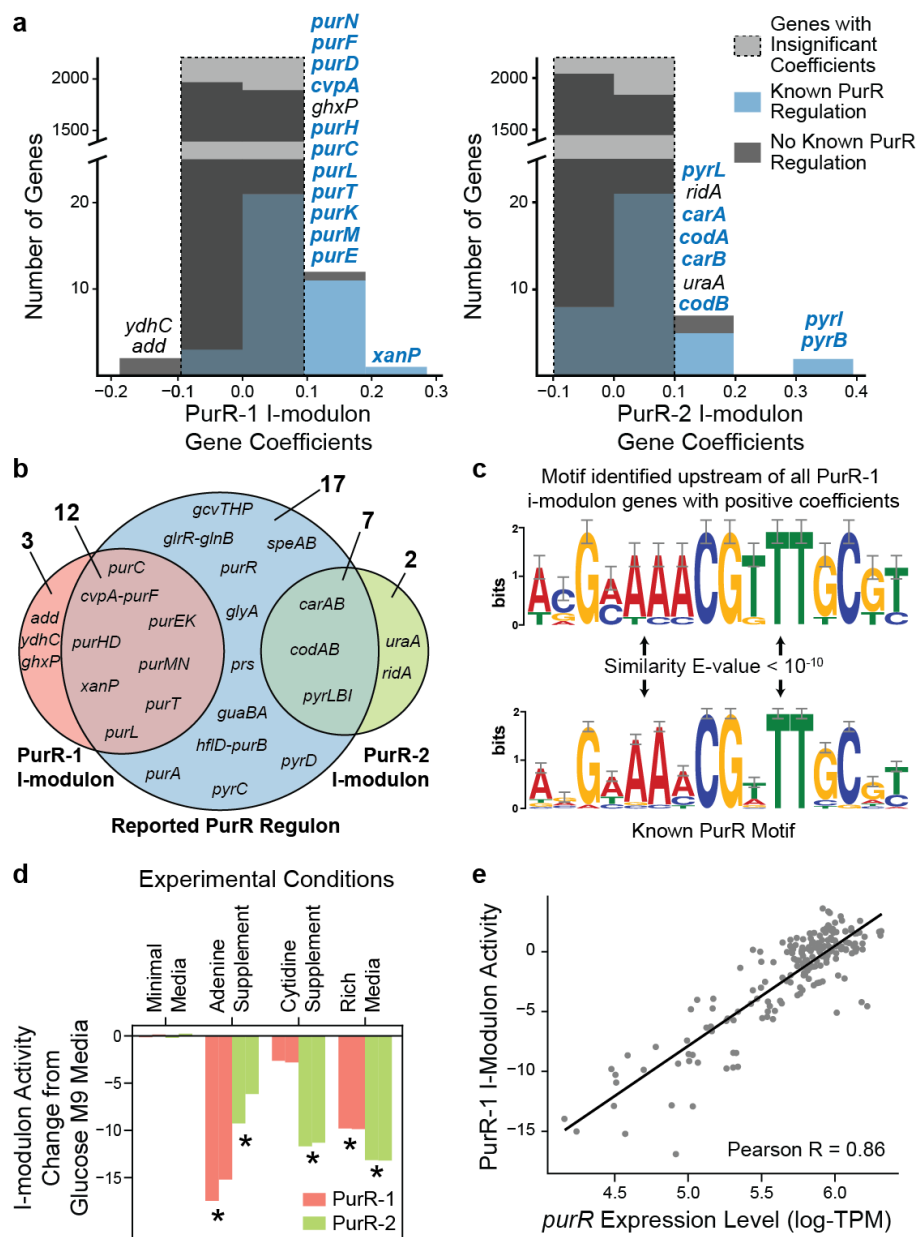 a
Genes with
Insignificant
Coefficients
Known PurR
Regulation
No Known PurR
Regulation
Number of Genes
2000
1500
20
10
purN
purF
purD
cvpA
ghxP
purH
purC
purL
purT
purK
purM
purE
ydhC
add
xanP
−0.2 −0.1 0.0 0.1 0.2 0.3
PurR-1 I-modulon
Gene Coefficients
Number of Genes
2000
1500
20
10
pyrL
ridA
carA
codA
carB
uraA
codB
pyrI
pyrB
−0.1 0.0 0.1 0.2 0.3 0.4
PurR-2 I-modulon
Gene Coefficients
b
3
12
17
7
2
add
ydhC
ghxP
purC
cvpA-purF
purEK
purHD
purMN
xanP
purT
purL
gcvTHP
glrR-glnB
speAB
purR
glyA
prs
guaBA
hflD-purB
purA
pyrD
pyrC
carAB
codAB
pyrLBI
uraA
ridA
PurR-1
I-modulon
PurR-2
I-modulon
Reported PurR Regulon
c
Motif identified upstream of all PurR-1
i-modulon genes with positive coefficients
bits
2
1
0
Similarity E-value < 10⁻¹⁰
bits
2
1
0
Known PurR Motif
d
Experimental Conditions
Minimal
Media
Adenine
Supplement
Cytidine
Supplement
Rich
Media
I-modulon Activity
Change from
Glucose M9 Media
0
−5
−10
−15
* * * *
PurR-1
PurR-2
e
PurR-1 I-Modulon Activity
0
−5
−10
−15
Pearson R = 0.86
4.5 5.0 5.5 6.0
purR Expression Level (log-TPM)